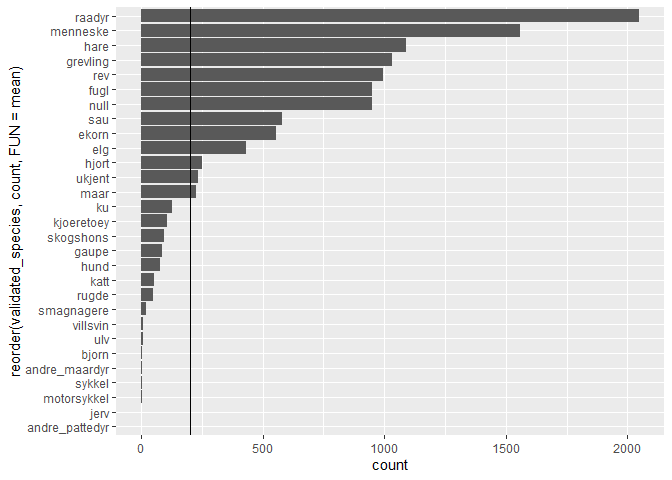 raadyr
menneske
hare
grevling
rev
fugl
null
sau
ekorn
elg
hjort
ukjent
maar
ku
kjoeretoey
skogshons
gaupe
hund
katt
rugde
smagnagere
villsvin
ulv
bjorn
andre_maardyr
sykkel
motorsykkel
jerv
andre_pattedyr
reorder(validated_species, count, FUN = mean)
0 500 1000 1500 2000
count